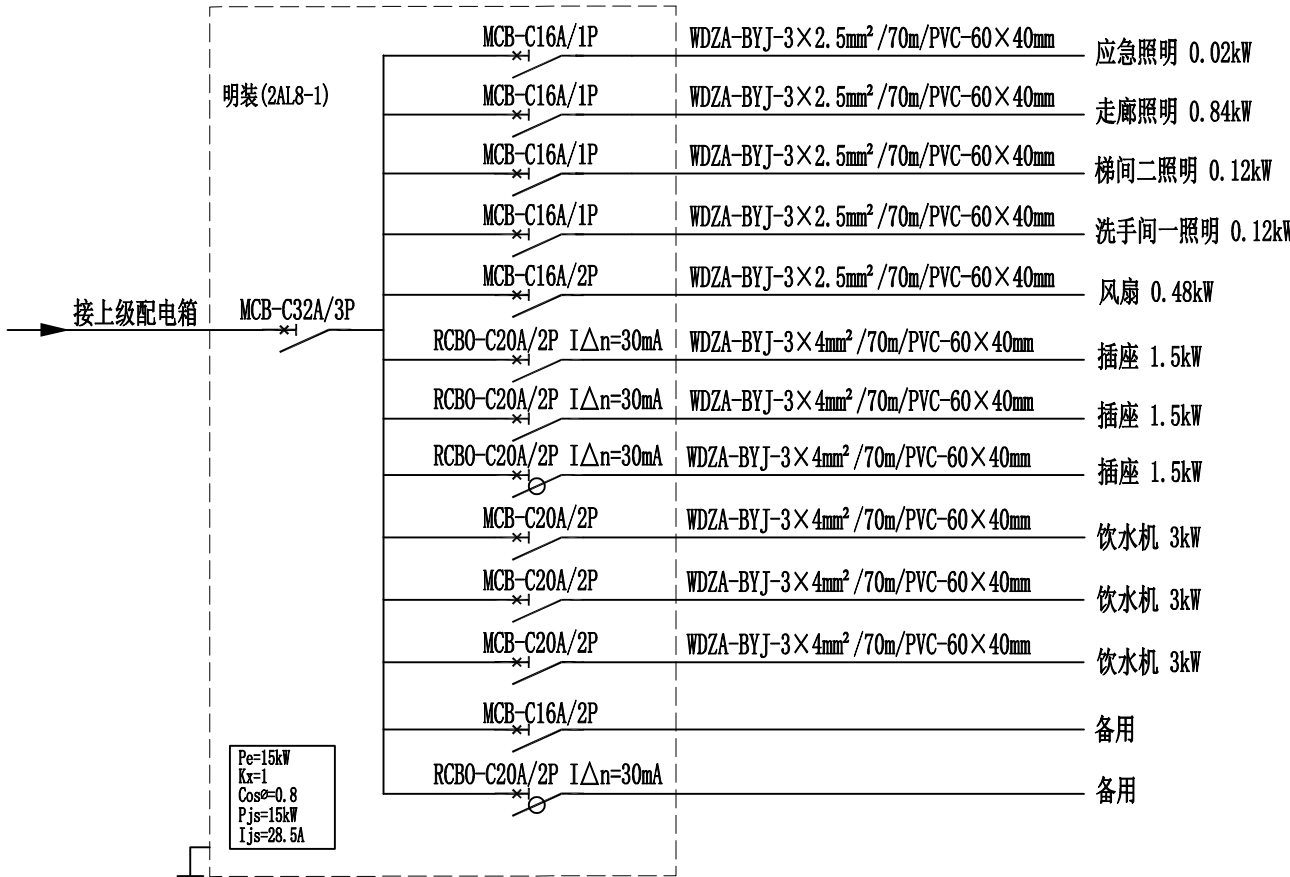 MCB-C16A/1P WDZA-BYJ-3×2.5mm²/70m/PVC-60×40mm 应急照明 0.02kW
明装(2AL8-1)
MCB-C16A/1P WDZA-BYJ-3×2.5mm²/70m/PVC-60×40mm 走廊照明 0.84kW
MCB-C16A/1P WDZA-BYJ-3×2.5mm²/70m/PVC-60×40mm 梯间二照明 0.12kW
MCB-C16A/1P WDZA-BYJ-3×2.5mm²/70m/PVC-60×40mm 洗手间一照明 0.12kW
MCB-C16A/2P WDZA-BYJ-3×2.5mm²/70m/PVC-60×40mm 风扇 0.48kW
接上级配电箱 MCB-C32A/3P
RCBO-C20A/2P I△n=30mA WDZA-BYJ-3×4mm²/70m/PVC-60×40mm 插座 1.5kW
RCBO-C20A/2P I△n=30mA WDZA-BYJ-3×4mm²/70m/PVC-60×40mm 插座 1.5kW
RCBO-C20A/2P I△n=30mA WDZA-BYJ-3×4mm²/70m/PVC-60×40mm 插座 1.5kW
MCB-C20A/2P WDZA-BYJ-3×4mm²/70m/PVC-60×40mm 饮水机 3kW
MCB-C20A/2P WDZA-BYJ-3×4mm²/70m/PVC-60×40mm 饮水机 3kW
MCB-C20A/2P WDZA-BYJ-3×4mm²/70m/PVC-60×40mm 饮水机 3kW
MCB-C16A/2P 备用
RCBO-C20A/2P I△n=30mA 备用
Pe=15kW
Kx=1
Cosø=0.8
Pjs=15kW
Ijs=28.5A